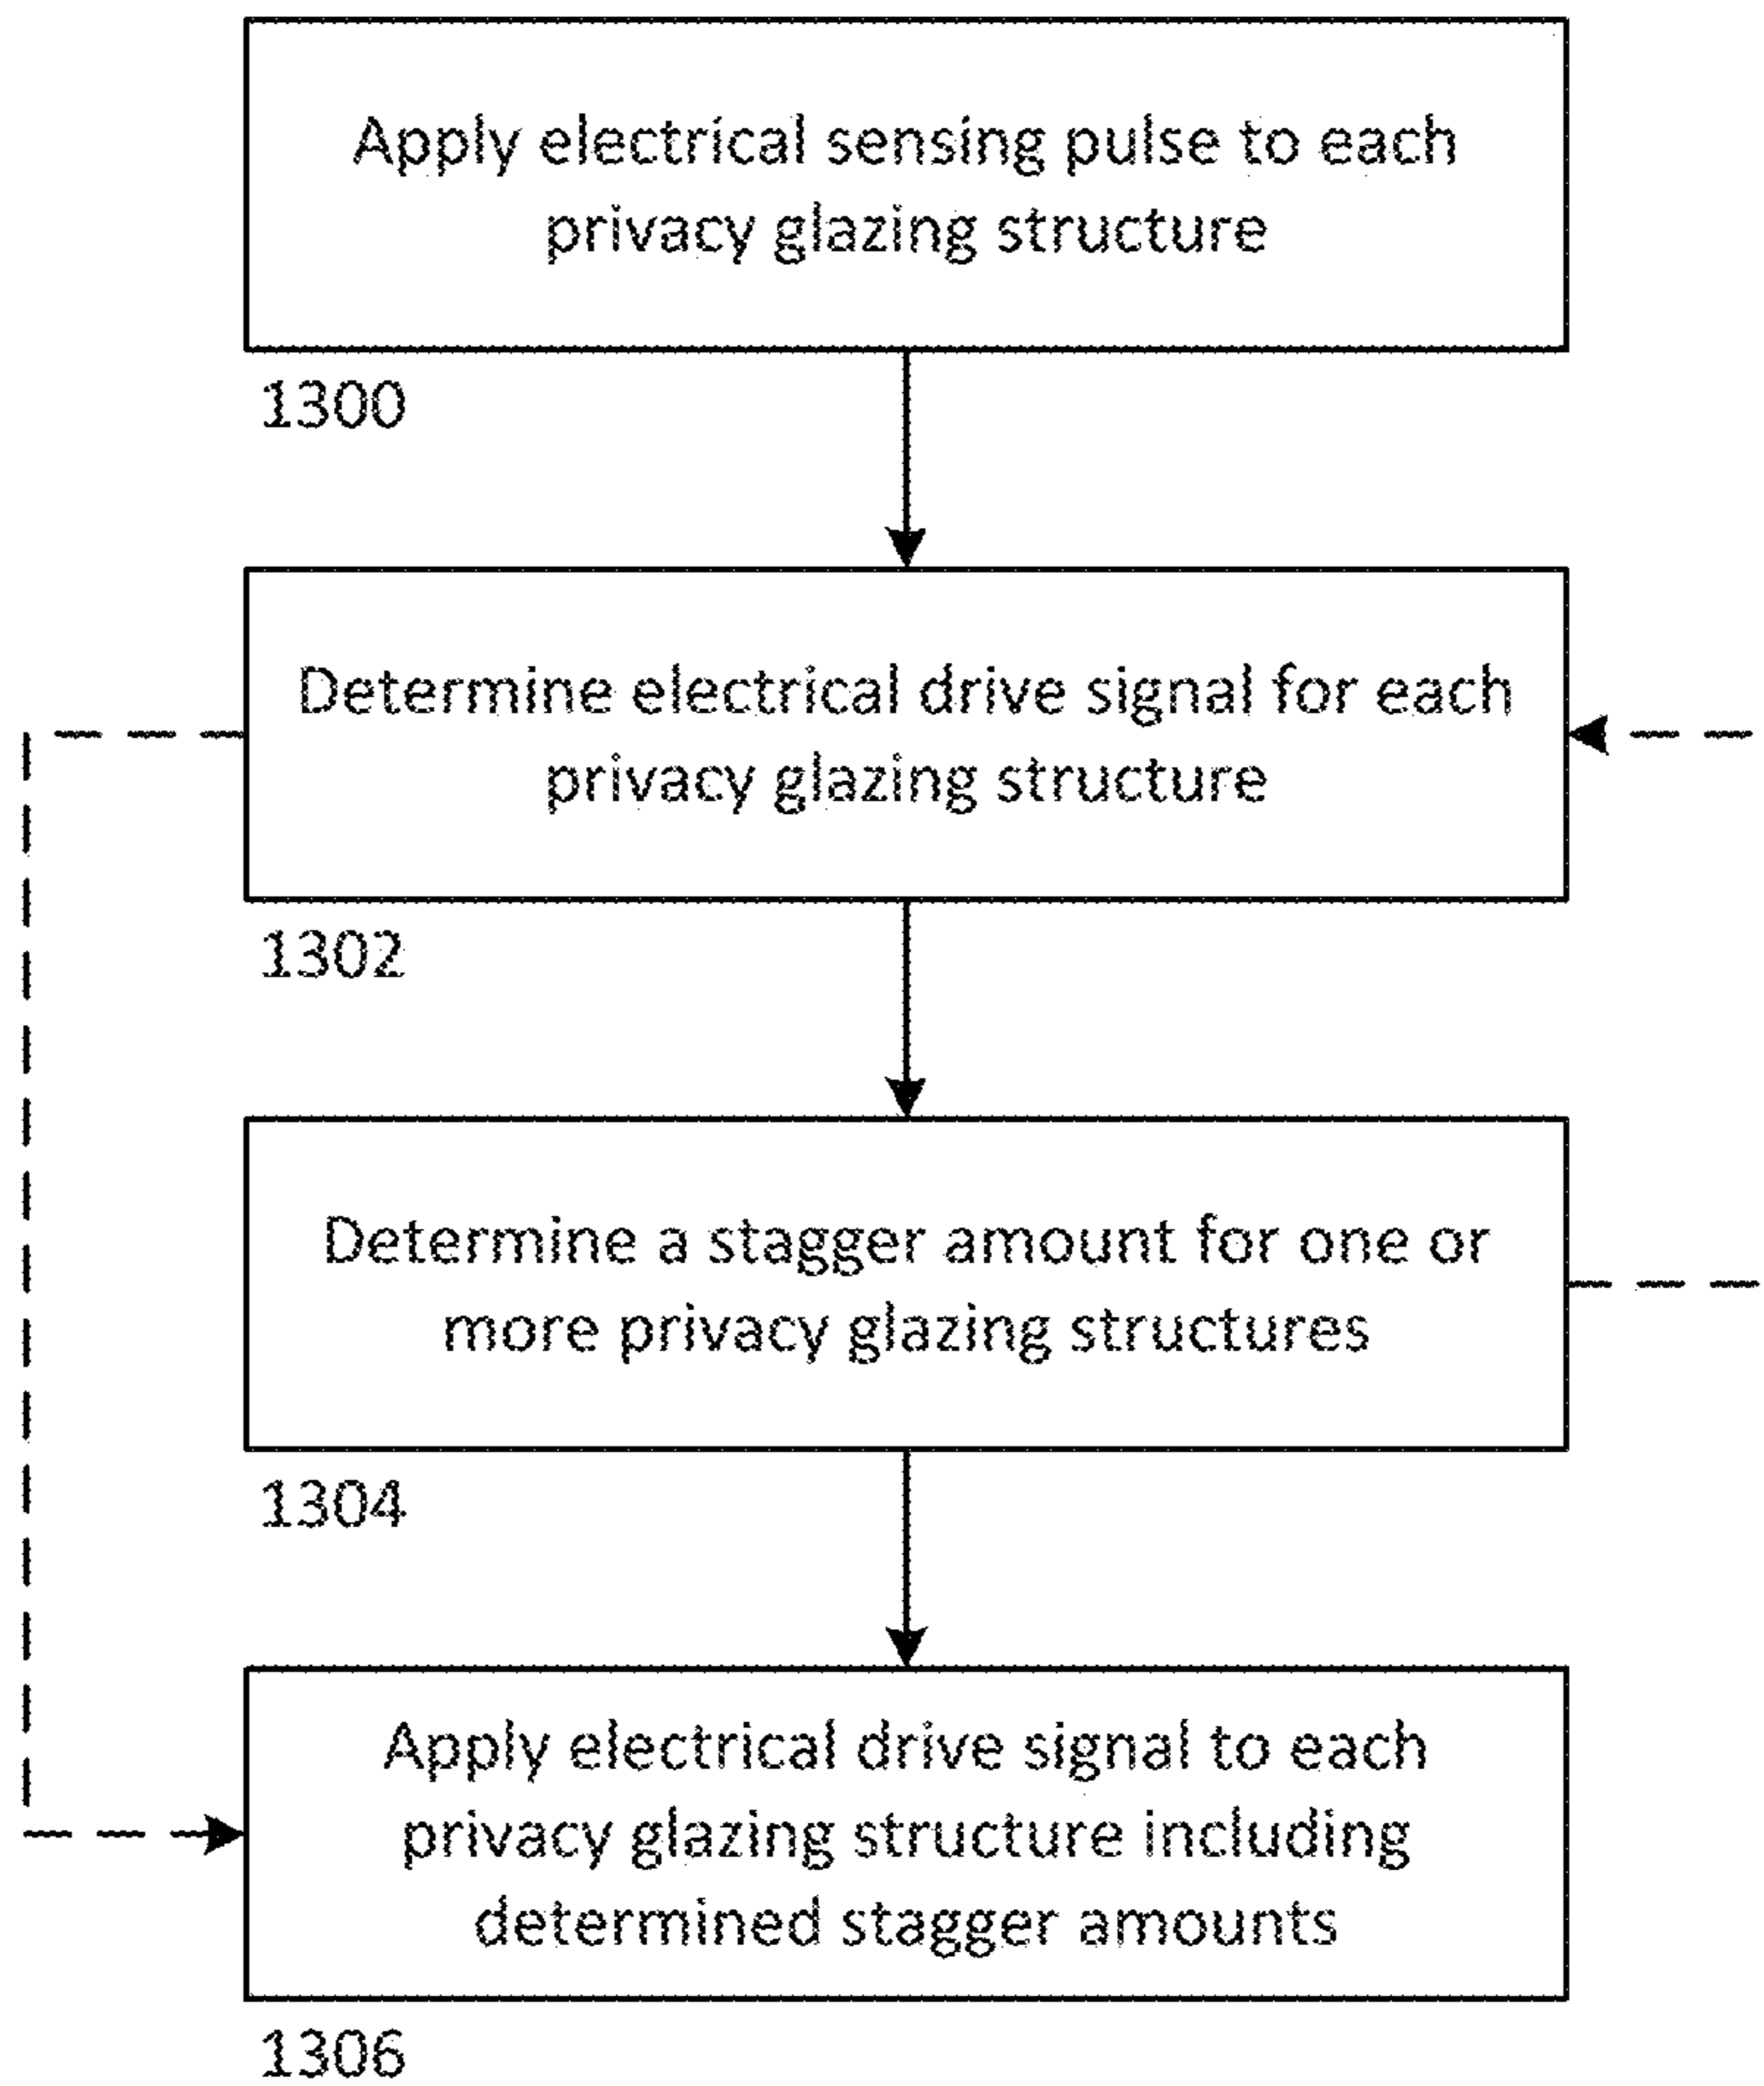 Apply electrical sensing pulse to each
privacy glazing structure
1300
Determine electrical drive signal for each
privacy glazing structure
1302
Determine a stagger amount for one or
more privacy glazing structures
1304
Apply electrical drive signal to each
privacy glazing structure including
determined stagger amounts
1306